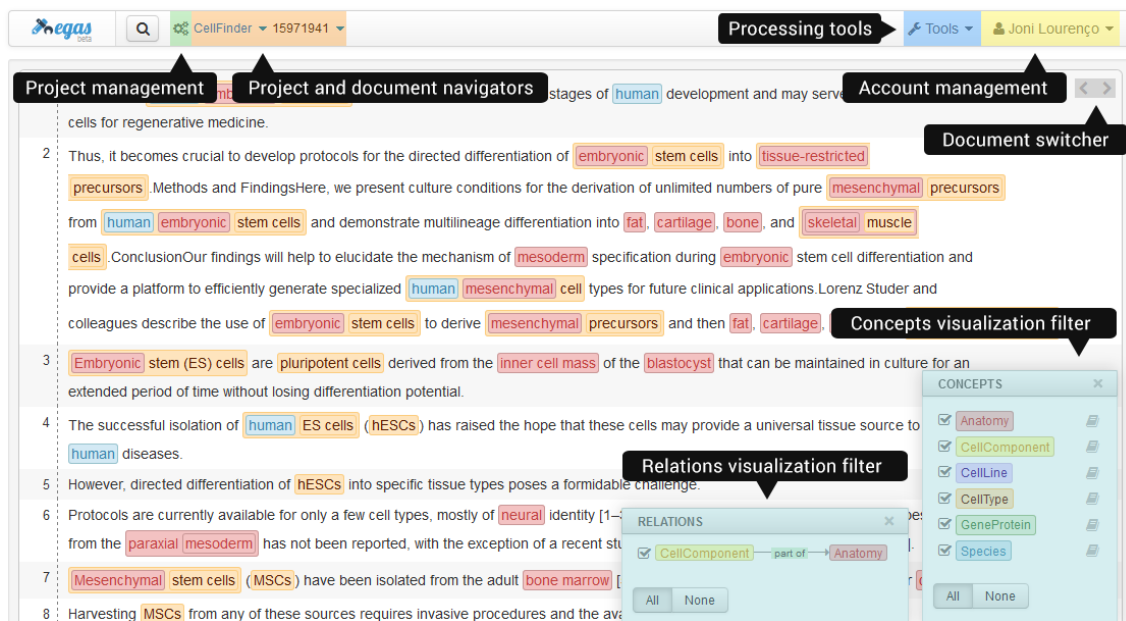 egas
beta
CellFinder 15971941
Processing tools
Tools
Joni Lourenço
Project management
Project and document navigators
Account management
stages of human development and may serve
Document switcher
cells for regenerative medicine.
2 Thus, it becomes crucial to develop protocols for the directed differentiation of embryonic stem cells into tissue-restricted
precursors .Methods and FindingsHere, we present culture conditions for the derivation of unlimited numbers of pure mesenchymal precursors
from human embryonic stem cells and demonstrate multilineage differentiation into fat, cartilage, bone, and skeletal muscle
cells .ConclusionOur findings will help to elucidate the mechanism of mesoderm specification during embryonic stem cell differentiation and
provide a platform to efficiently generate specialized human mesenchymal cell types for future clinical applications.Lorenz Studer and
colleagues describe the use of embryonic stem cells to derive mesenchymal precursors and then fat, cartilage,
Concepts visualization filter
3 Embryonic stem (ES) cells are pluripotent cells derived from the inner cell mass of the blastocyst that can be maintained in culture for an
extended period of time without losing differentiation potential.
4 The successful isolation of human ES cells (hESCs) has raised the hope that these cells may provide a universal tissue source to
human diseases.
5 However, directed differentiation of hESCs into specific tissue types poses a formidable challenge.
6 Protocols are currently available for only a few cell types, mostly of neural identity [1–
from the paraxial mesoderm has not been reported, with the exception of a recent
7 Mesenchymal stem cells (MSCs) have been isolated from the adult bone marrow [
8 Harvesting MSCs from any of these sources requires invasive procedures and the
Relations visualization filter
RELATIONS ×
CellComponent part of Anatomy
All None
CONCEPTS ×
Anatomy
CellComponent
CellLine
CellType
GeneProtein
Species
All None